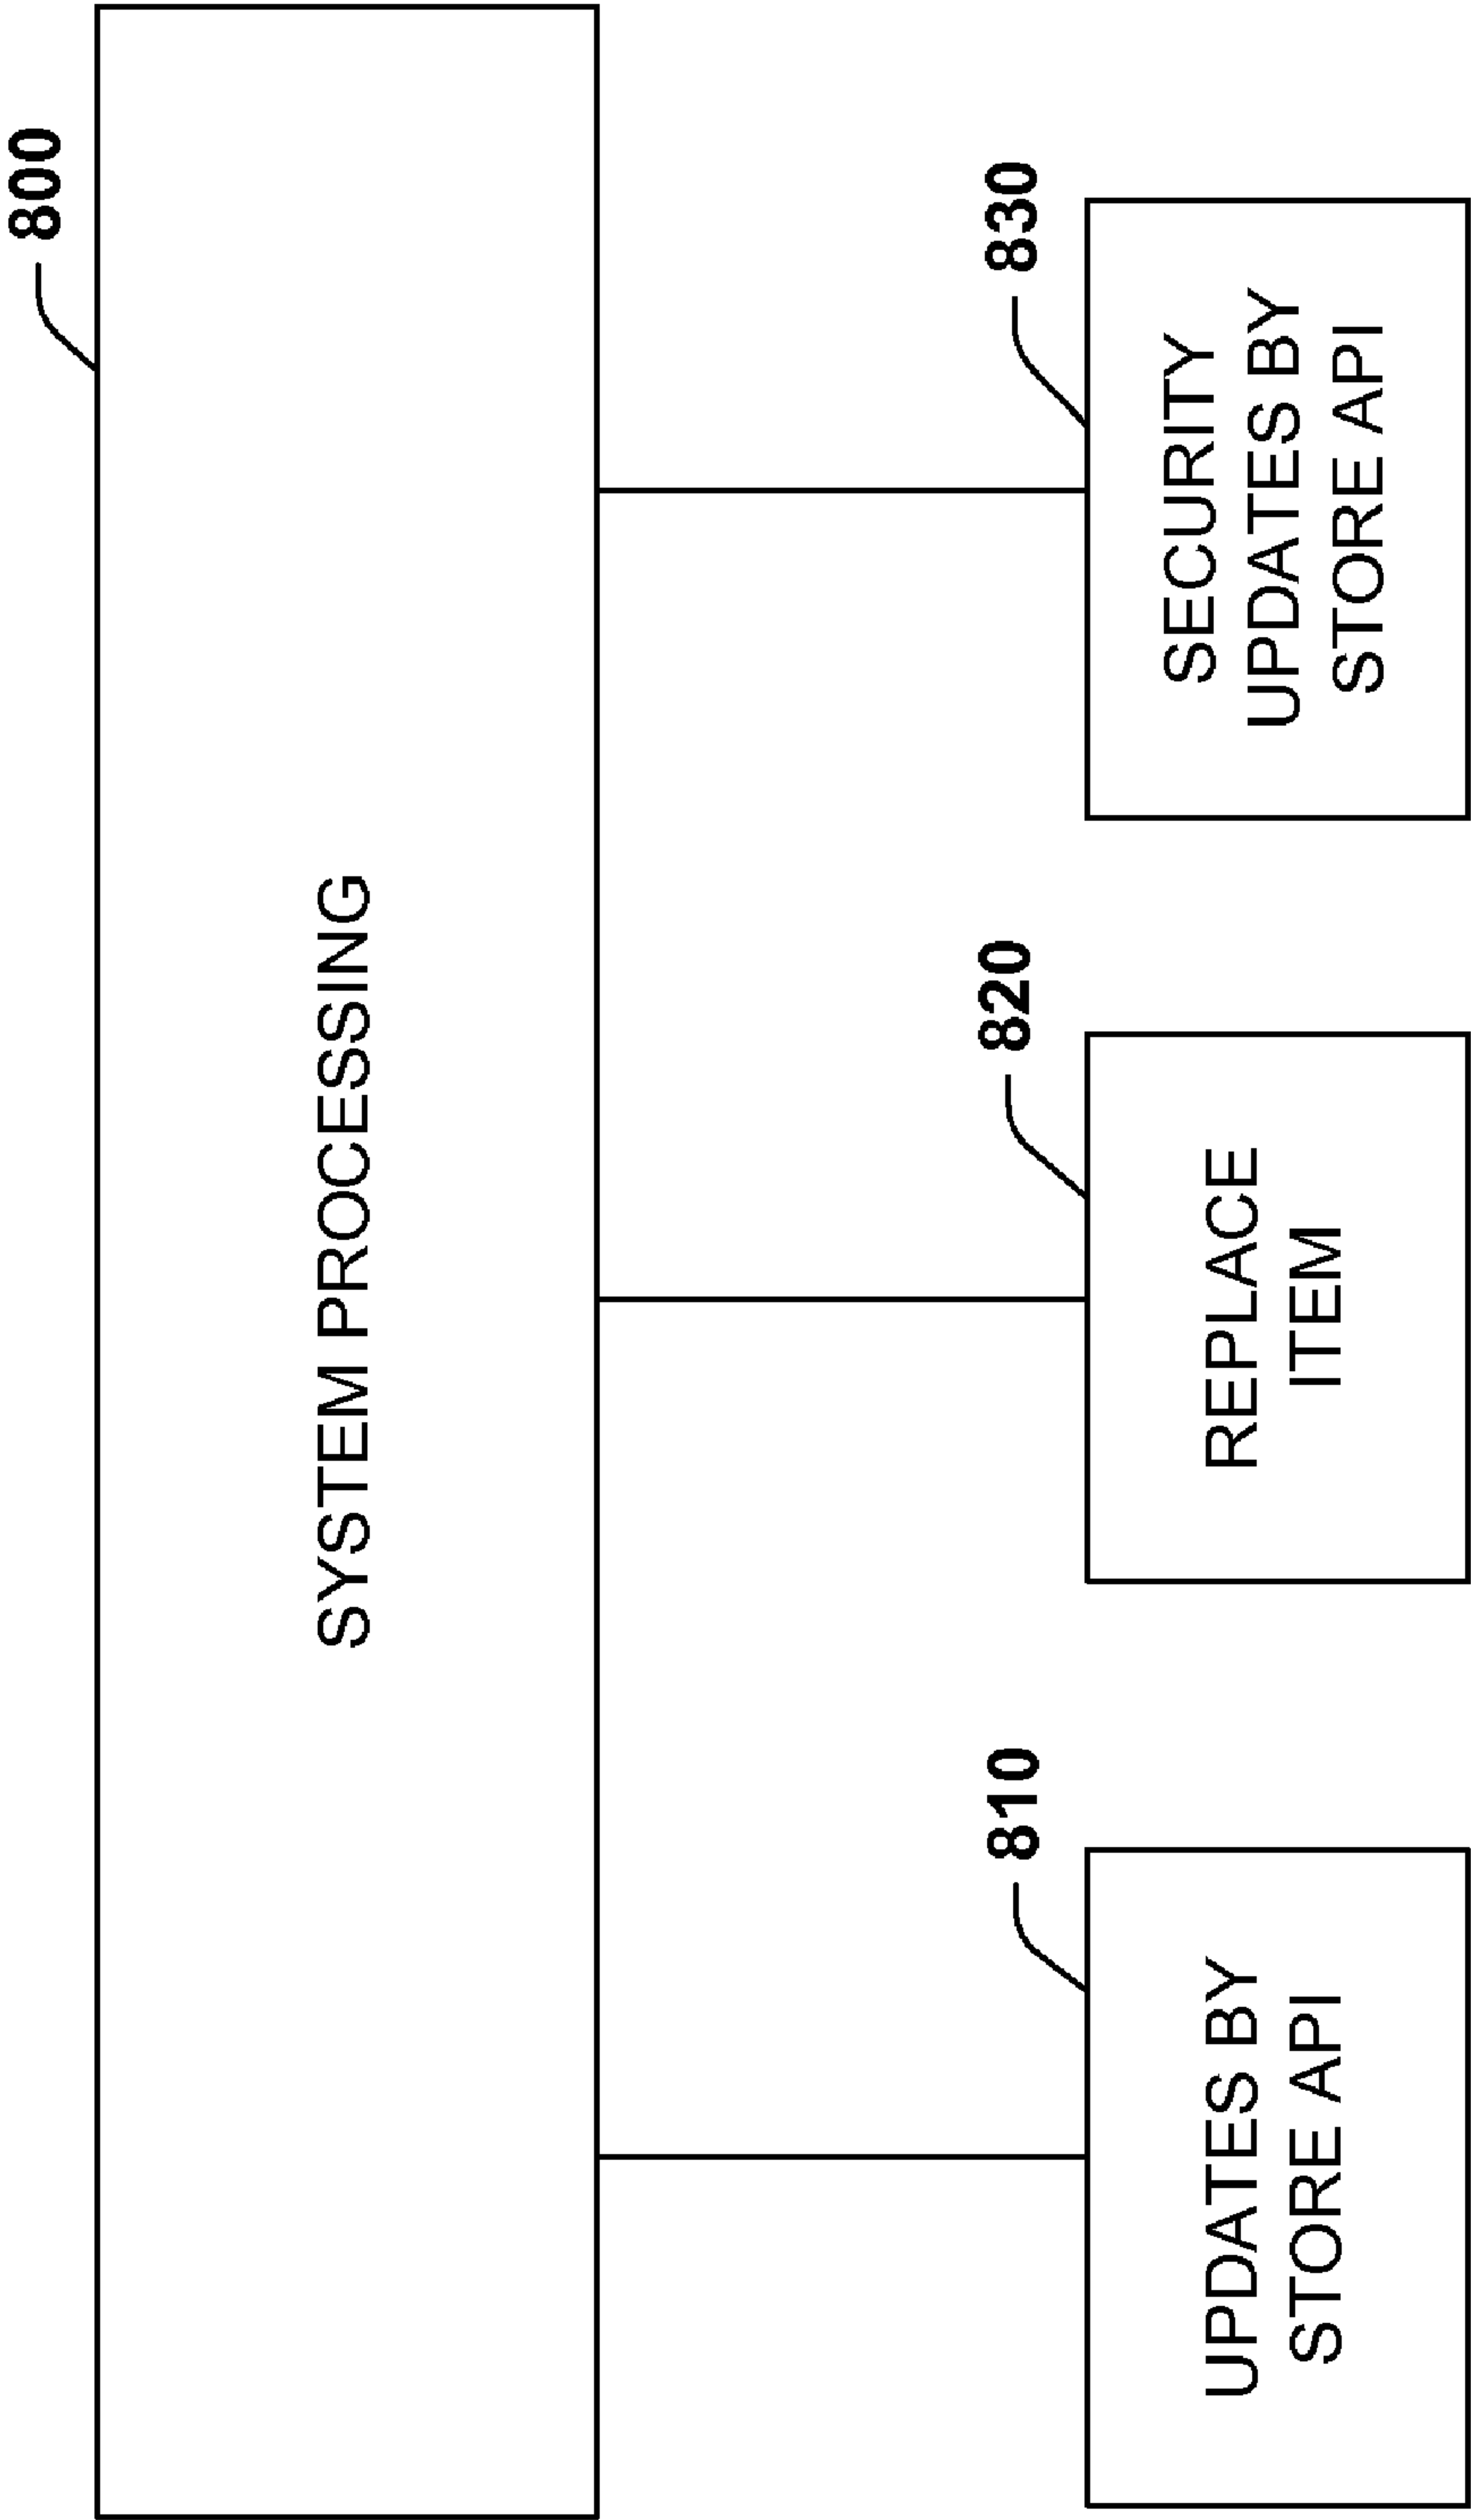 800
SYSTEM PROCESSING
810
UPDATES BY
STORE API
820
REPLACE
ITEM
830
SECURITY
UPDATES BY
STORE API